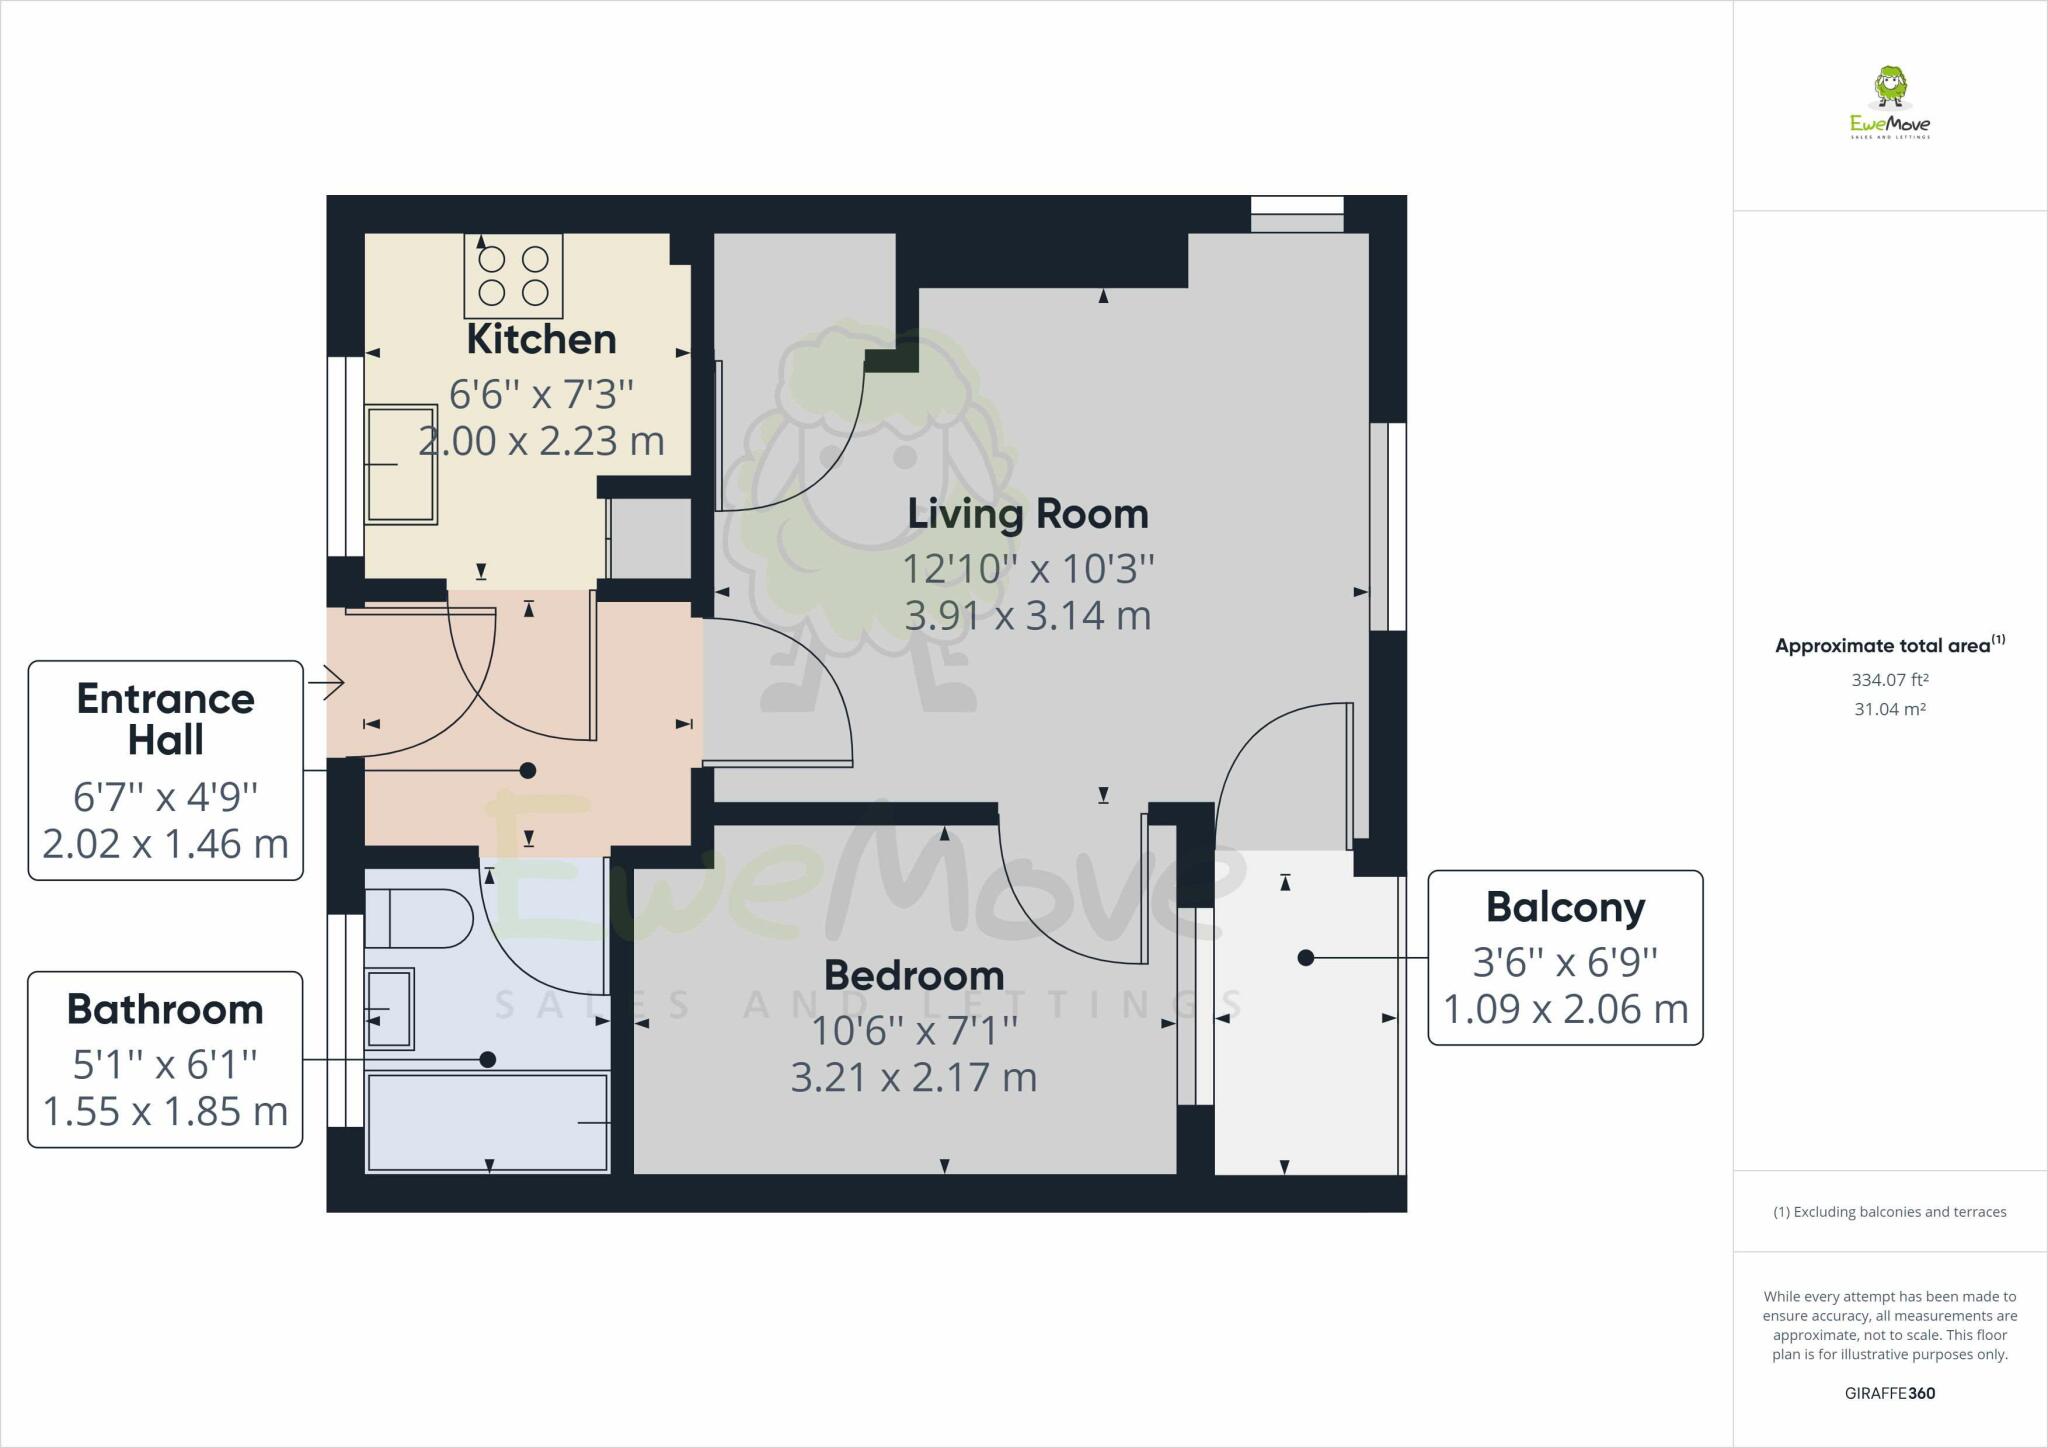 EweMove
SALES AND LETTINGS
Kitchen
6'6'' x 7'3''
2.00 x 2.23 m
Living Room
12'10'' x 10'3''
3.91 x 3.14 m
Entrance
Hall
6'7'' x 4'9''
2.02 x 1.46 m
Bathroom
5'1'' x 6'1''
1.55 x 1.85 m
EweMove
SALES AND LETTINGS
Bedroom
10'6'' x 7'1''
3.21 x 2.17 m
Balcony
3'6'' x 6'9''
1.09 x 2.06 m
Approximate total area(1)
334.07 ft²
31.04 m²
(1) Excluding balconies and terraces
While every attempt has been made to
ensure accuracy, all measurements are
approximate, not to scale. This floor
plan is for illustrative purposes only.
GIRAFFE360